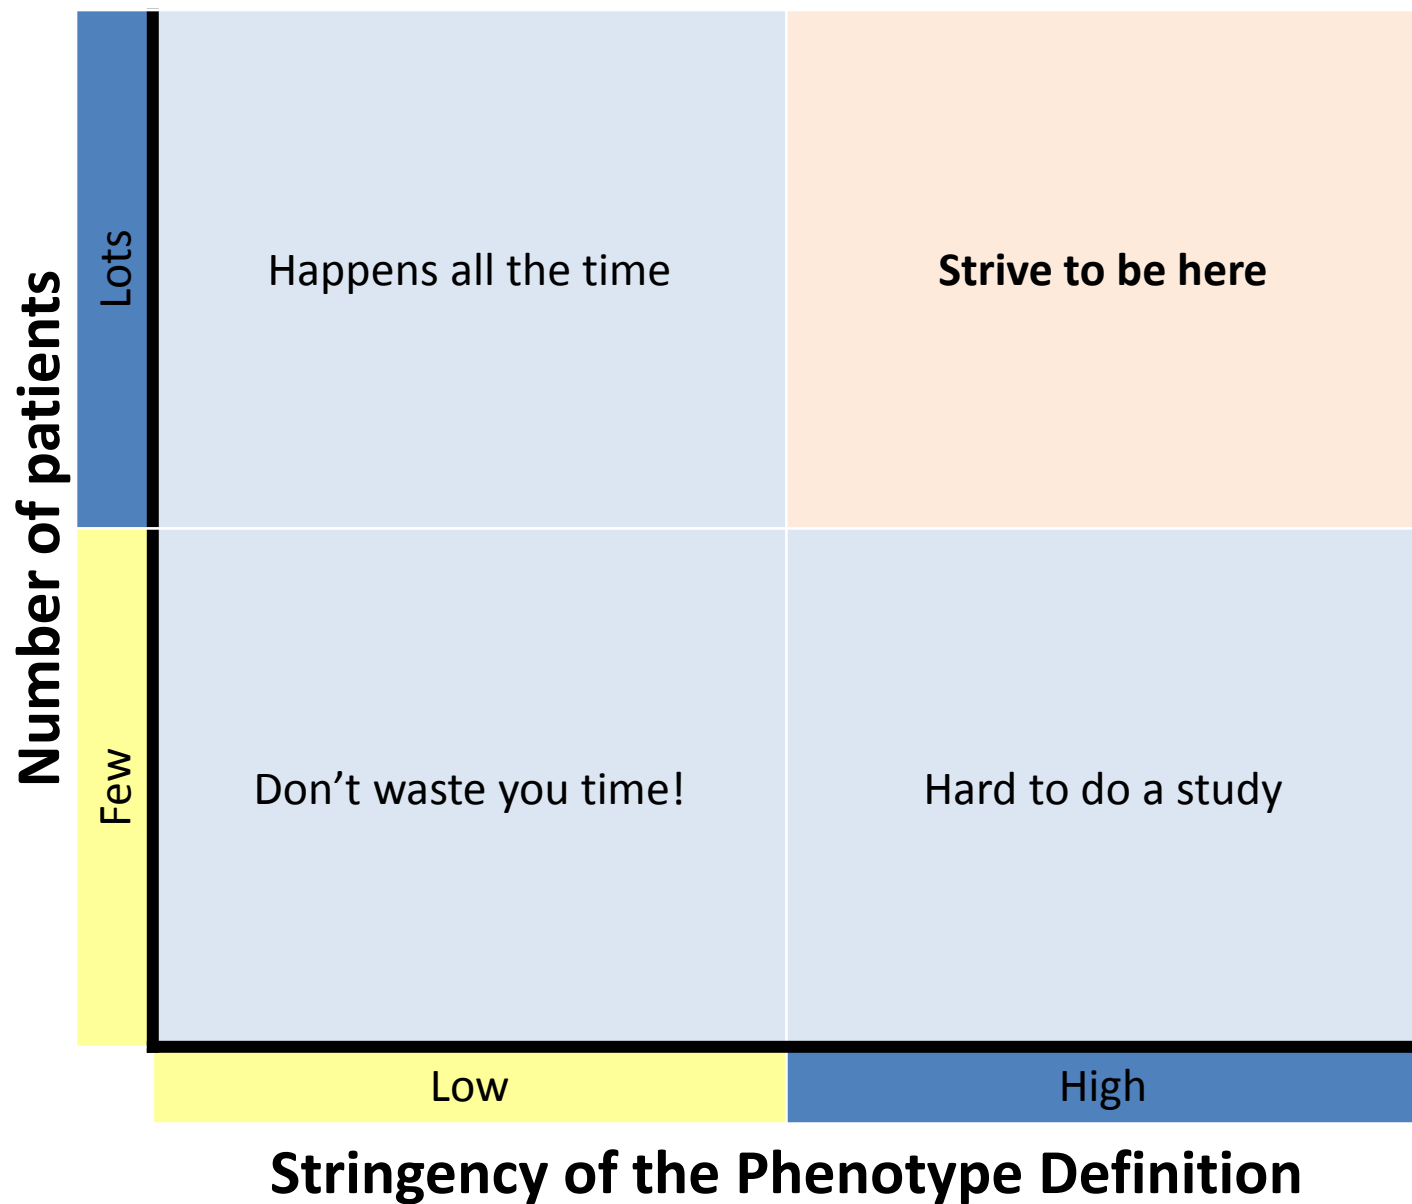 Number of patients
Lots
Happens all the time
Strive to be here
Few
Don’t waste you time!
Hard to do a study
Low
High
Stringency of the Phenotype Definition